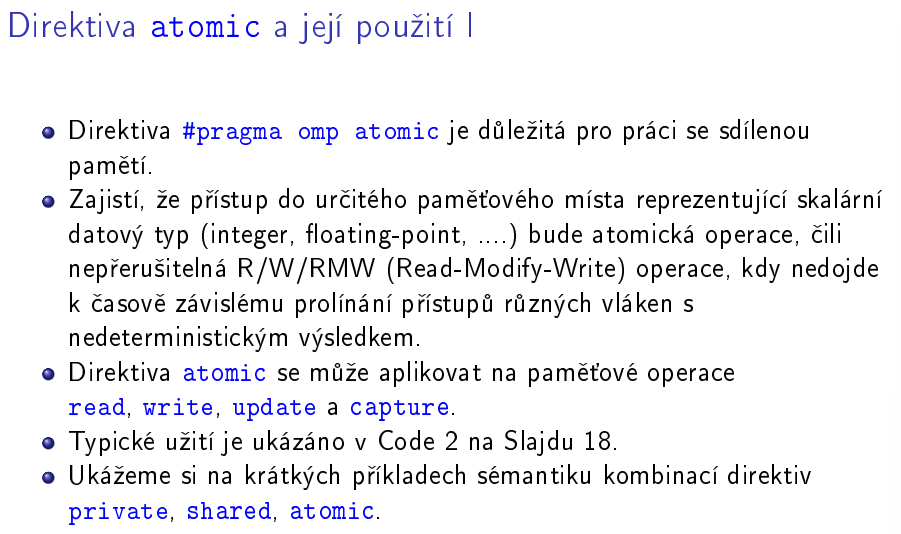 Direktiva atomic a její použití I
Direktiva #pragma omp atomic je důležitá pro práci se sdílenou
pamětí.
Zajistí, že přístup do určitého paměťového místa reprezentující skalární
datový typ (integer, floating-point, ....) bude atomická operace, čili
nepřerušitelná R/W/RMW (Read-Modify-Write) operace, kdy nedojde
k časově závislému prolínání přístupů různých vláken s
nedeterministickým výsledkem.
Direktiva atomic se může aplikovat na paměťové operace
read, write, update a capture.
Typické užití je ukázáno v Code 2 na Slajdu 18.
Ukážeme si na krátkých příkladech sémantiku kombinací direktiv
private, shared, atomic.